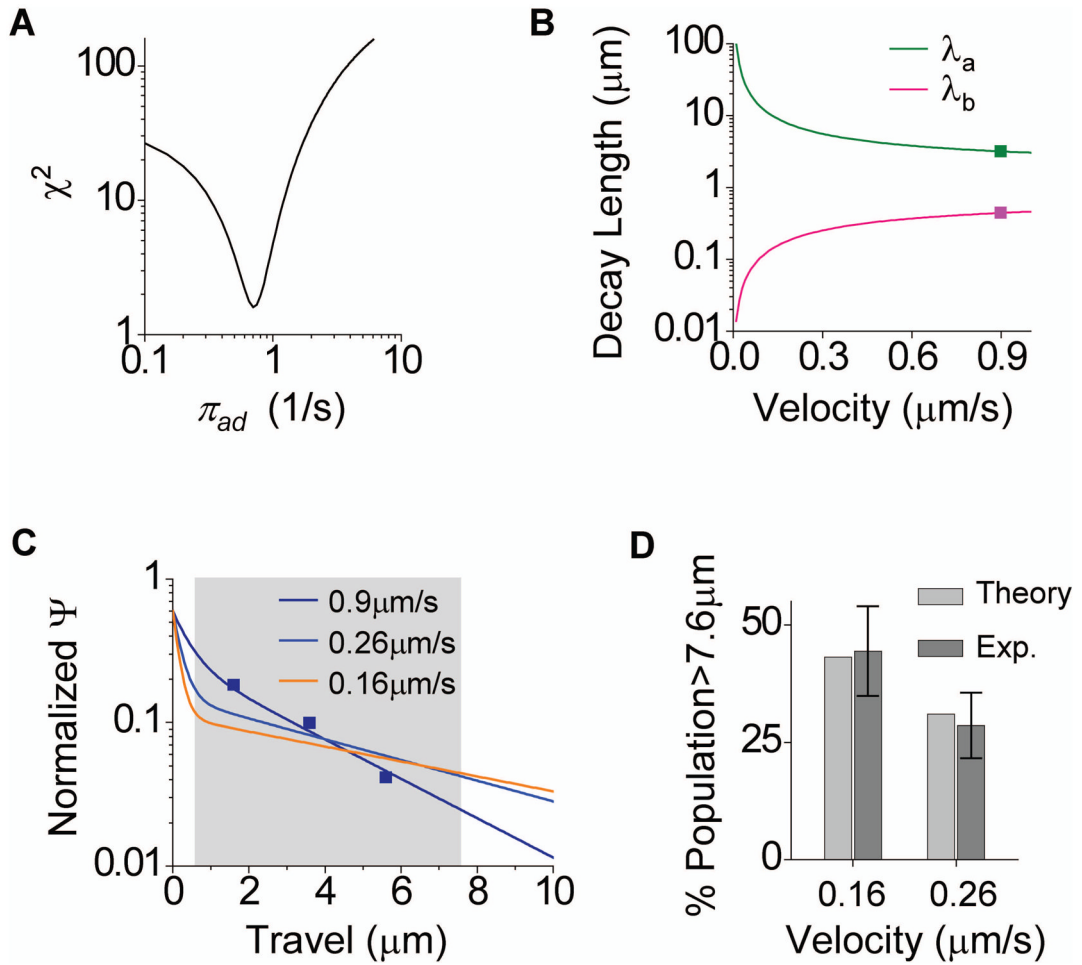 A
χ²
100
10
1
0.1
1
10
π_ad (1/s)
B
Decay Length (μm)
100
10
1
0.1
0.01
λ_a
λ_b
0.0
0.3
0.6
0.9
Velocity (μm/s)
C
Normalized Ψ
1
0.1
0.01
0.9μm/s
0.26μm/s
0.16μm/s
0
2
4
6
8
10
Travel (μm)
D
% Population>7.6μm
50
25
0
Theory
Exp.
0.16
0.26
Velocity (μm/s)